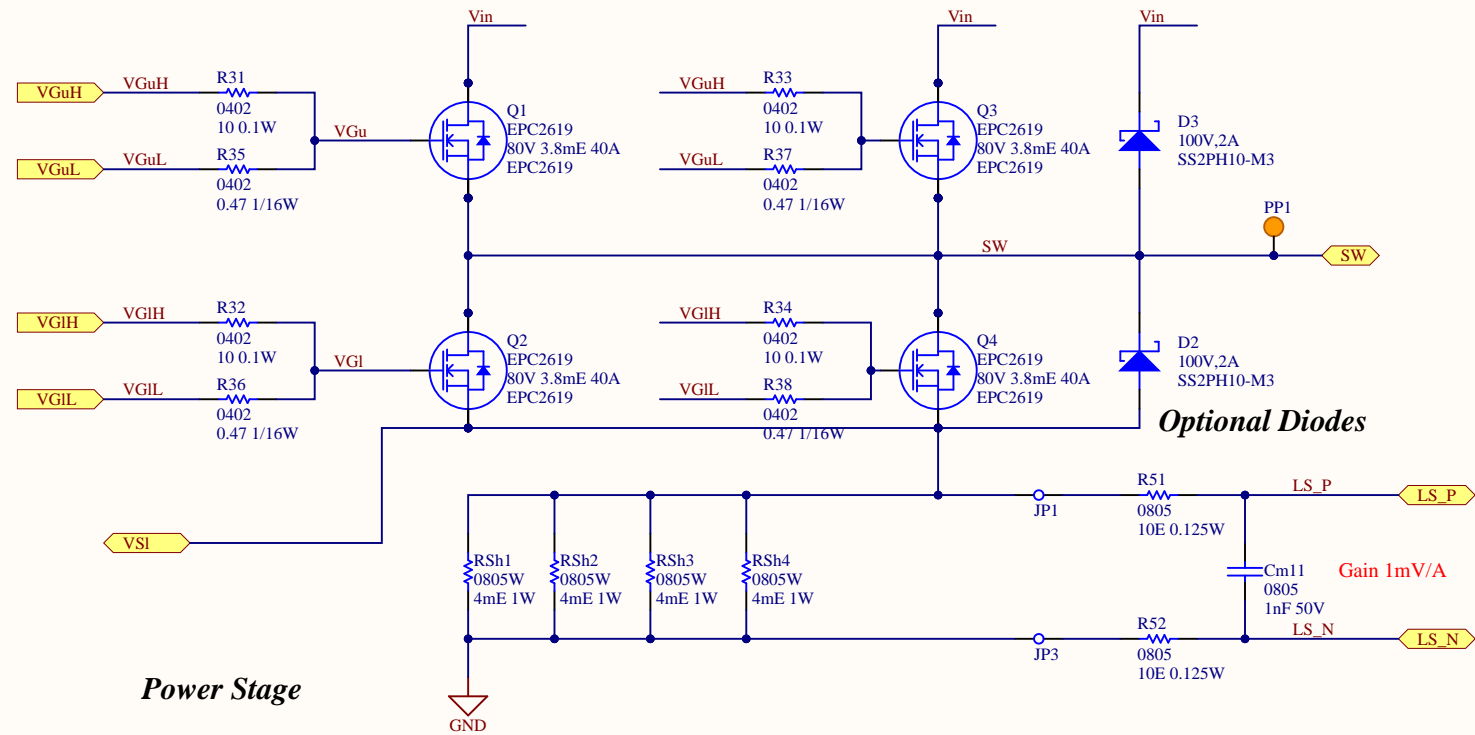 Vin
Vin
Vin
VGuH
VGuH
R31
0402
10 0.1W
VGuL
VGuL
R35
0402
0.47 1/16W
VGu
Q1
EPC2619
80V 3.8mE 40A
EPC2619
VGuH
R33
0402
10 0.1W
VGuL
R37
0402
0.47 1/16W
Q3
EPC2619
80V 3.8mE 40A
EPC2619
D3
100V,2A
SS2PH10-M3
PP1
SW
SW
VGlH
VGlH
R32
0402
10 0.1W
VGlL
VGlL
R36
0402
0.47 1/16W
VGl
Q2
EPC2619
80V 3.8mE 40A
EPC2619
VGlH
R34
0402
10 0.1W
VGlL
R38
0402
0.47 1/16W
Q4
EPC2619
80V 3.8mE 40A
EPC2619
D2
100V,2A
SS2PH10-M3
Optional Diodes
VSl
RSh1
0805W
4mE 1W
RSh2
0805W
4mE 1W
RSh3
0805W
4mE 1W
RSh4
0805W
4mE 1W
JP1
R51
0805
10E 0.125W
LS_P
LS_P
Cm11
0805
1nF 50V
Gain 1mV/A
JP3
R52
0805
10E 0.125W
LS_N
LS_N
Power Stage
GND